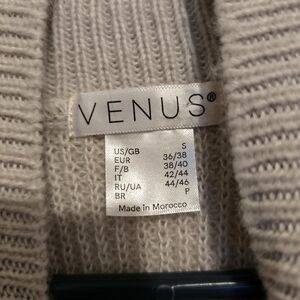 VENUS®
US/GB S
EUR 36/38
F/B 38/40
IT 42/44
RU/UA 44/46
BR P
Made in Morocco